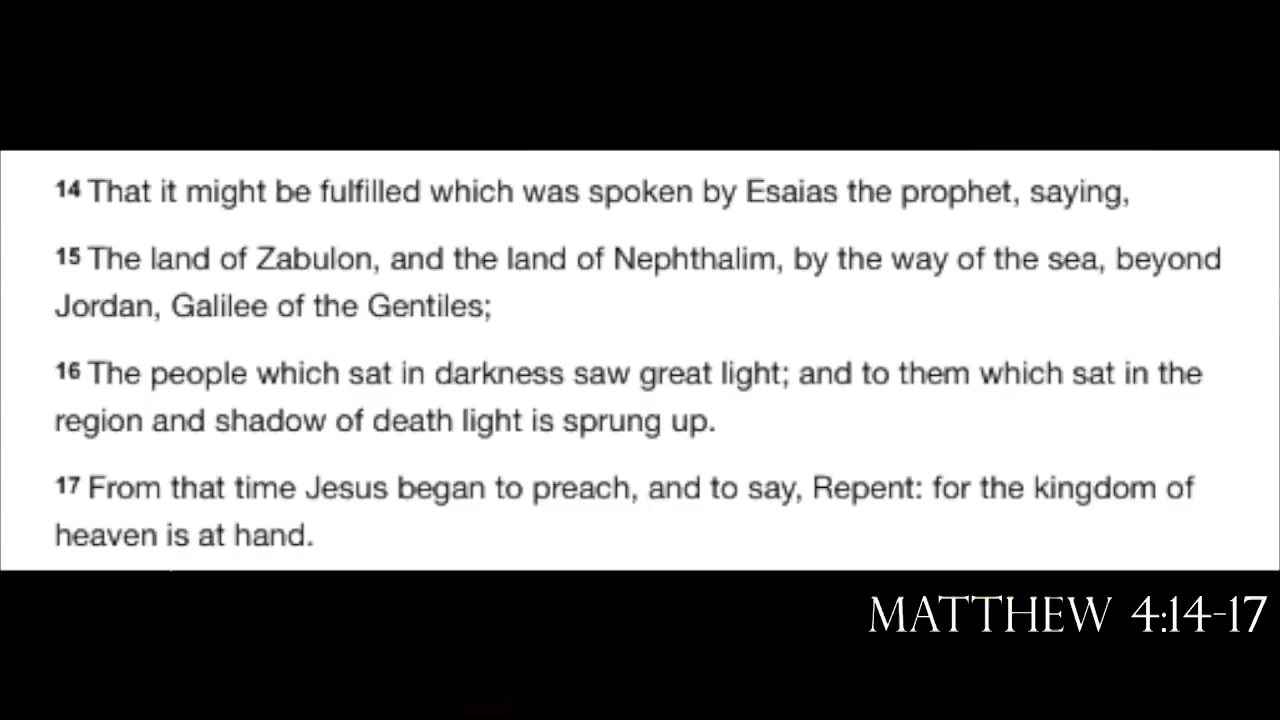 14 That it might be fulfilled which was spoken by Esaias the prophet, saying,
15 The land of Zabulon, and the land of Nephthalim, by the way of the sea, beyond
Jordan, Galilee of the Gentiles;
16 The people which sat in darkness saw great light; and to them which sat in the
region and shadow of death light is sprung up.
17 From that time Jesus began to preach, and to say, Repent: for the kingdom of
heaven is at hand.
MATTHEW 4:14-17